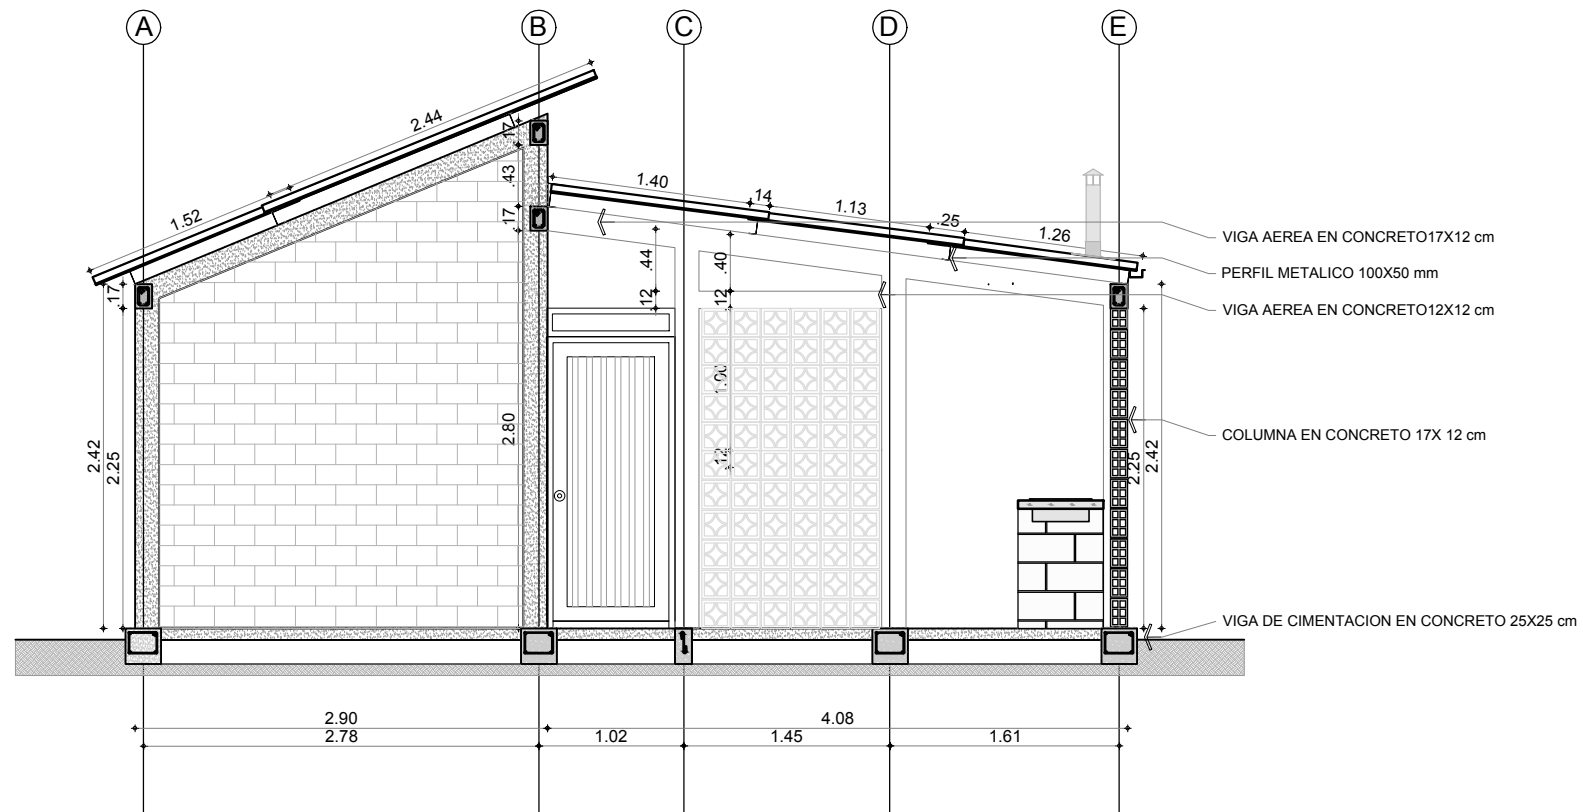 A
B
C
D
E
2.44
1.52
.17
.43
.17
1.40
.14
1.13
.25
1.26
.44
.40
.12
.12
.17
VIGA AEREA EN CONCRETO17X12 cm
PERFIL METALICO 100X50 mm
VIGA AEREA EN CONCRETO12X12 cm
2.42
2.25
2.80
.12
COLUMNA EN CONCRETO 17X 12 cm
2.25
2.42
VIGA DE CIMENTACION EN CONCRETO 25X25 cm
2.90
4.08
2.78
1.02
1.45
1.61